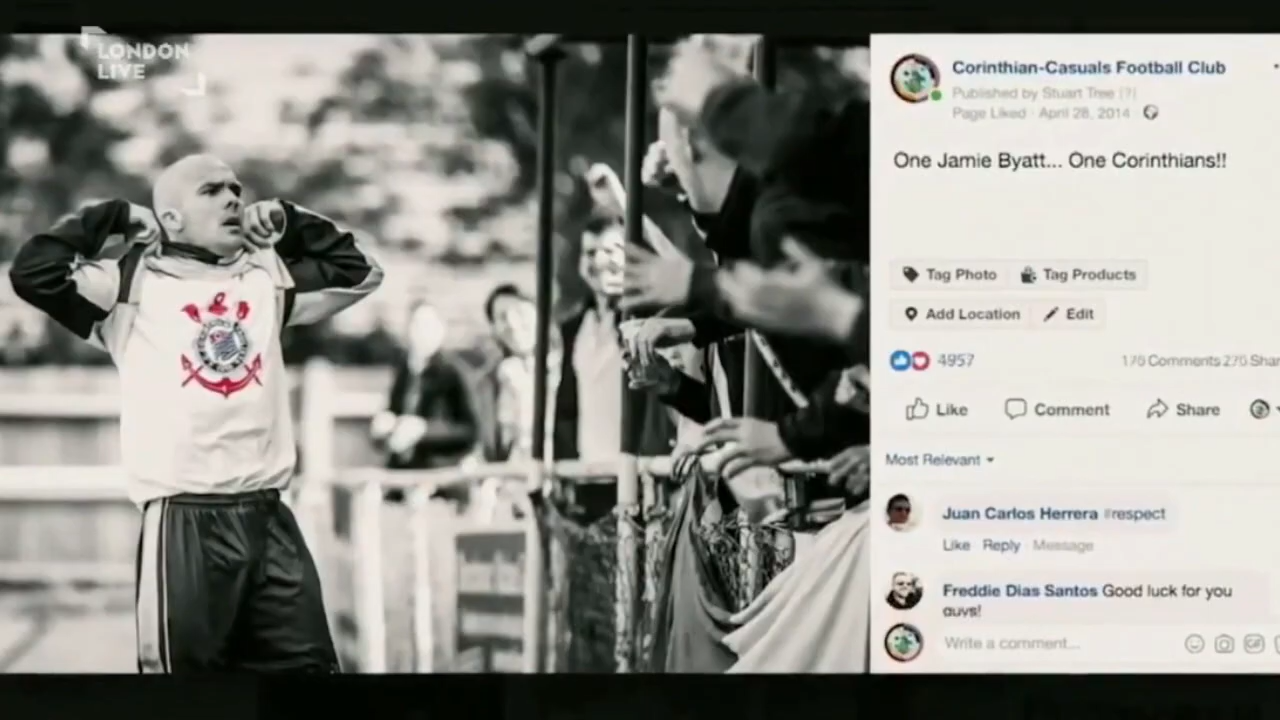 LONDON
LIVE
Corinthian-Casuals Football Club
Published by Stuart Tree [?]
Page Liked · April 28, 2014
One Jamie Byatt... One Corinthians!!
Tag Photo Tag Products
Add Location Edit
4957 Comments Shar
Like Comment Share
Most Relevant
Juan Carlos Herrera #respect
Like Reply Message
Freddie Dias Santos Good luck for you
guys!
Write a comment...
GIF